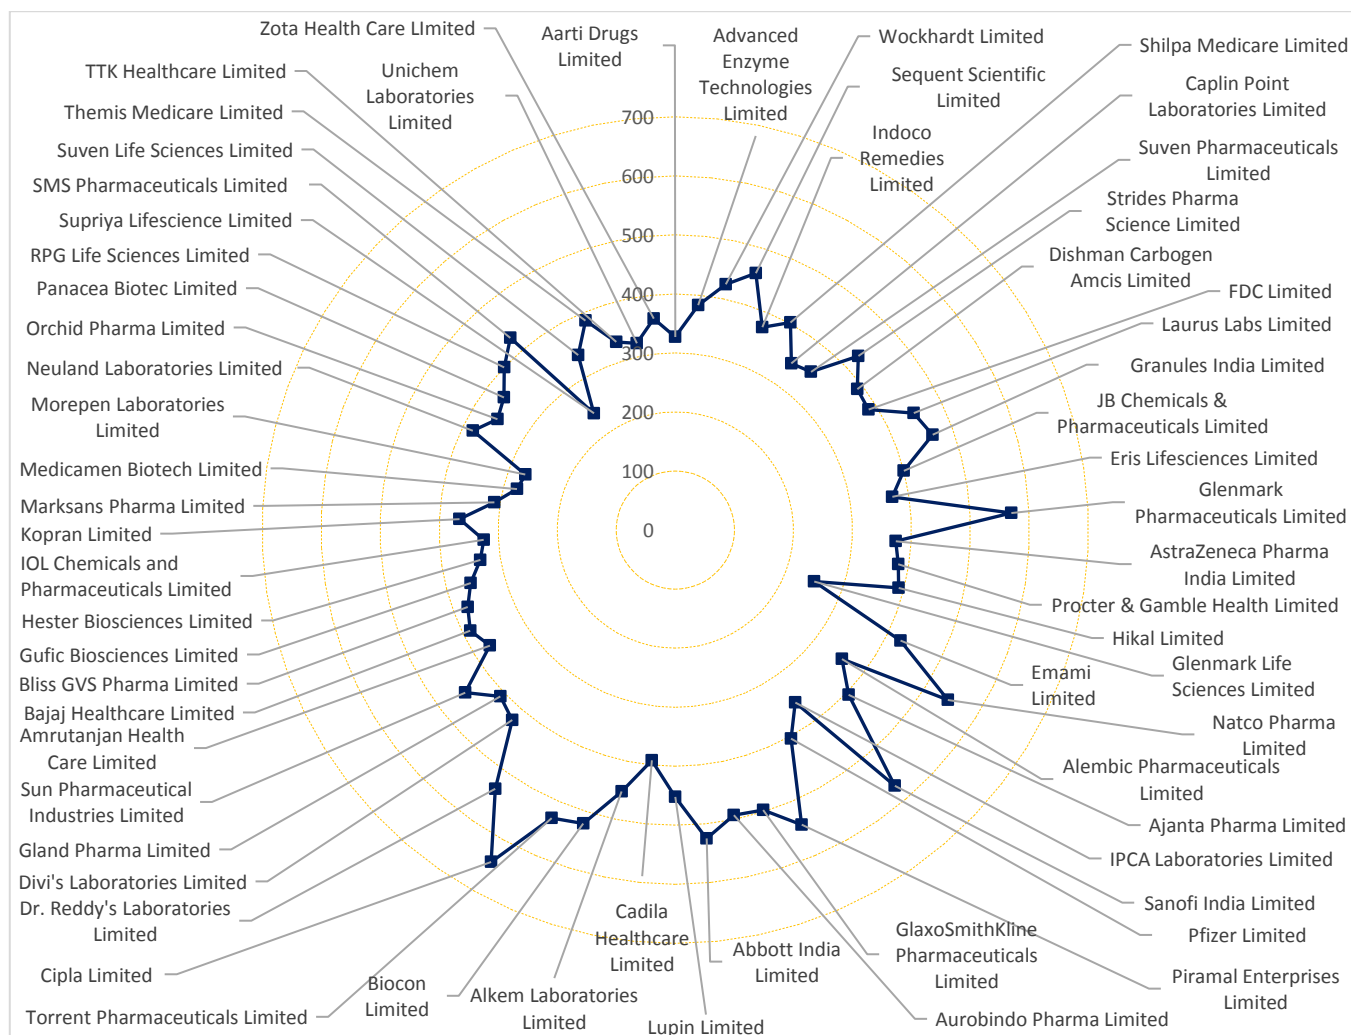 Zota Health Care LImited
Aarti Drugs
Limited
Advanced
Enzyme
Technologies
Limited
Wockhardt Limited
Shilpa Medicare Limited
TTK Healthcare Limited
Unichem
Laboratories
Limited
Sequent Scientific
Limited
Caplin Point
Laboratories Limited
Themis Medicare Limited
Indoco
Remedies
Limited
Suven Life Sciences Limited
Suven Pharmaceuticals
Limited
SMS Pharmaceuticals Limited
Strides Pharma
Science Limited
Supriya Lifescience Limited
Dishman Carbogen
Amcis Limited
RPG Life Sciences Limited
FDC Limited
Panacea Biotec Limited
Laurus Labs Limited
Orchid Pharma Limited
Granules India Limited
Neuland Laboratories Limited
JB Chemicals &
Pharmaceuticals Limited
Morepen Laboratories
Limited
Eris Lifesciences Limited
Medicamen Biotech Limited
Glenmark
Pharmaceuticals Limited
Marksans Pharma Limited
Kopran Limited
AstraZeneca Pharma
India Limited
IOL Chemicals and
Pharmaceuticals Limited
Procter & Gamble Health Limited
Hester Biosciences Limited
Hikal Limited
Gufic Biosciences Limited
Glenmark Life
Sciences Limited
Bliss GVS Pharma Limited
Emami
Limited
Bajaj Healthcare Limited
Natco Pharma
Limited
Amrutanjan Health
Care Limited
Alembic Pharmaceuticals
Limited
Sun Pharmaceutical
Industries Limited
Ajanta Pharma Limited
Gland Pharma Limited
IPCA Laboratories Limited
Divi's Laboratories Limited
Sanofi India Limited
Dr. Reddy's Laboratories
Limited
Pfizer Limited
Cipla Limited
Piramal Enterprises
Limited
Torrent Pharmaceuticals Limited
Biocon
Limited
Alkem Laboratories
Limited
Cadila
Healthcare
Limited
Lupin Limited
Abbott India
Limited
GlaxoSmithKline
Pharmaceuticals
Limited
Aurobindo Pharma Limited
700
600
500
400
300
200
100
0